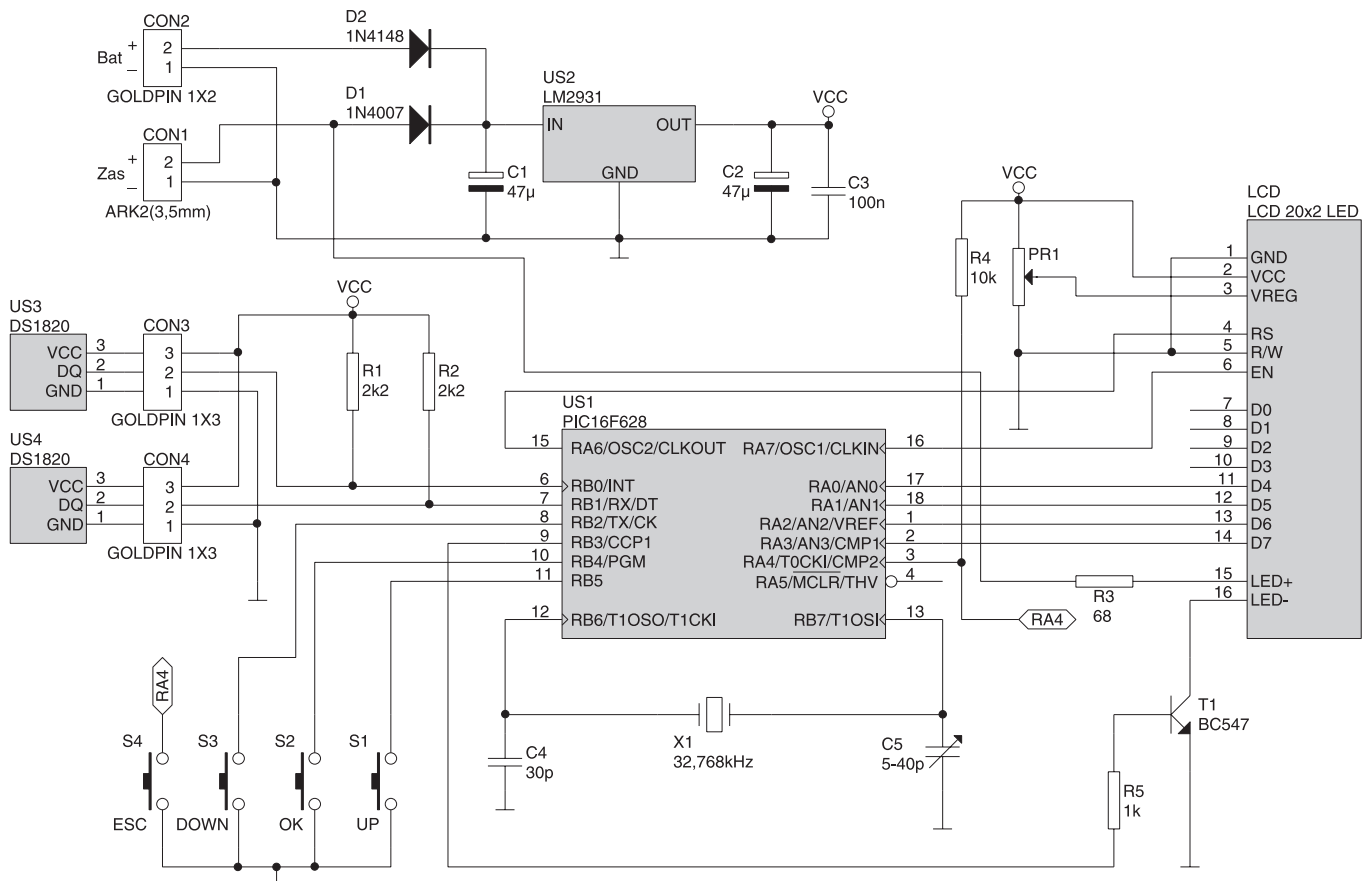 CON2
Bat
+
2
–
1
GOLDPIN 1X2
D2
1N4148
D1
1N4007
CON1
Zas
+
2
–
1
ARK2(3,5mm)
US2
LM2931
IN
OUT
GND
VCC
C1
47µ
C2
47µ
C3
100n
VCC
R4
10k
PR1
LCD
LCD 20x2 LED
1 GND
2 VCC
3 VREG
4 RS
5 R/W
6 EN
7 D0
8 D1
9 D2
10 D3
11 D4
12 D5
13 D6
14 D7
15 LED+
16 LED-
US3
DS1820
VCC 3
DQ 2
GND 1
CON3
3
2
1
GOLDPIN 1X3
US4
DS1820
VCC 3
DQ 2
GND 1
CON4
3
2
1
GOLDPIN 1X3
VCC
R1
2k2
R2
2k2
US1
PIC16F628
15 RA6/OSC2/CLKOUT
6 RB0/INT
7 RB1/RX/DT
8 RB2/TX/CK
9 RB3/CCP1
10 RB4/PGM
11 RB5
12 RB6/T1OSO/T1CKI
RA7/OSC1/CLKIN 16
RA0/AN0 17
RA1/AN1 18
RA2/AN2/VREF 1
RA3/AN3/CMP1 2
RA4/T0CKI/CMP2 3
RA5/MCLR/THV 4
RB7/T1OSI 13
R3
68
RA4
RA4
S4
ESC
S3
DOWN
S2
OK
S1
UP
C4
30p
X1
32,768kHz
C5
5-40p
T1
BC547
R5
1k